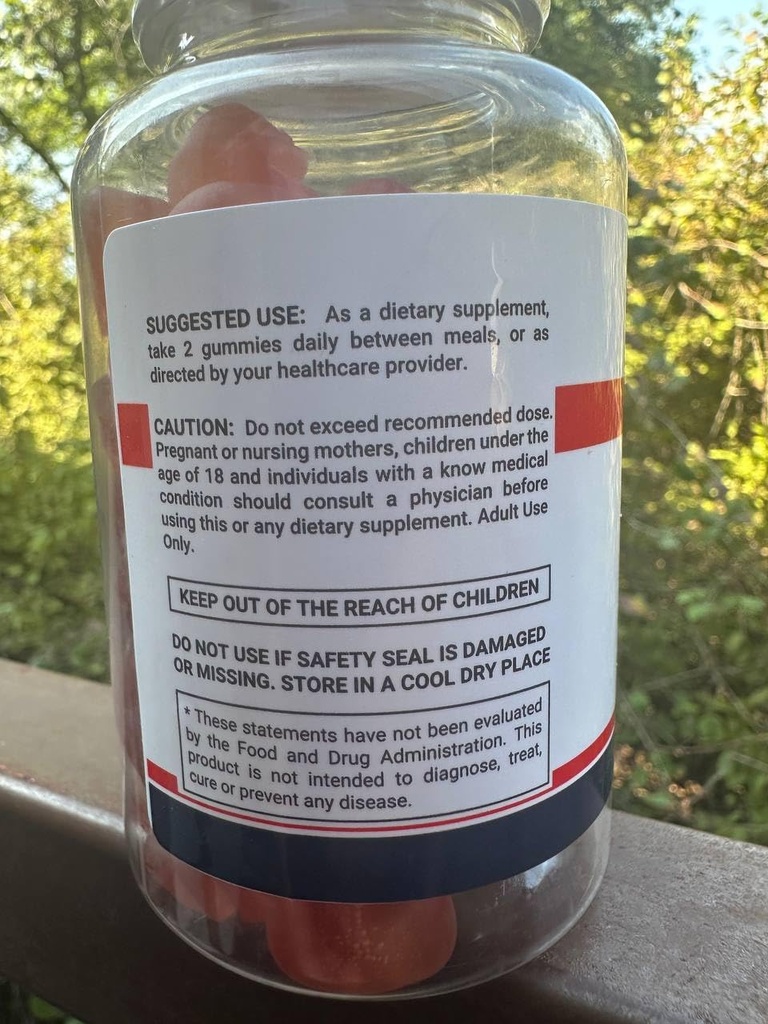 SUGGESTED USE: As a dietary supplement,
take 2 gummies daily between meals, or as
directed by your healthcare provider.
CAUTION: Do not exceed recommended dose.
Pregnant or nursing mothers, children under the
age of 18 and individuals with a know medical
condition should consult a physician before
using this or any dietary supplement. Adult Use
Only.
KEEP OUT OF THE REACH OF CHILDREN
DO NOT USE IF SAFETY SEAL IS DAMAGED
OR MISSING. STORE IN A COOL DRY PLACE
* These statements have not been evaluated
by the Food and Drug Administration. This
product is not intended to diagnose, treat,
cure or prevent any disease.